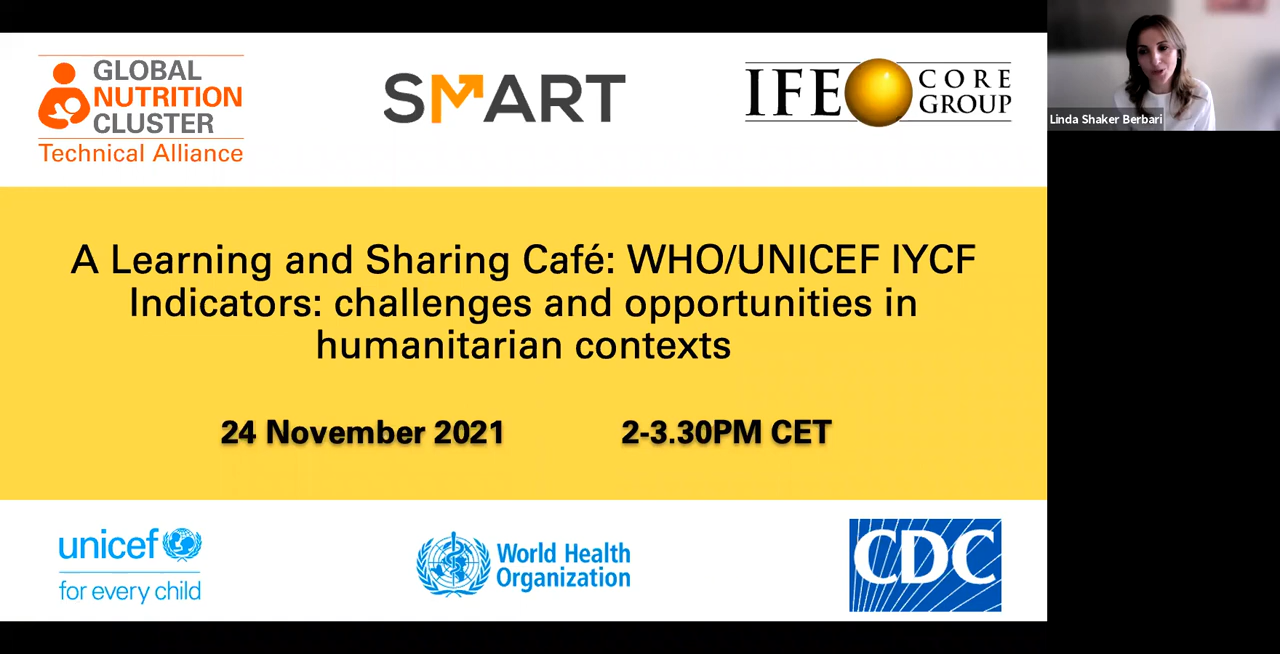 GLOBAL
NUTRITION
CLUSTER
Technical Alliance
SMART
IFE
CORE
GROUP
Linda Shaker Berbari
A Learning and Sharing Café: WHO/UNICEF IYCF
Indicators: challenges and opportunities in
humanitarian contexts
24 November 2021
2-3.30PM CET
unicef
for every child
World Health
Organization
CDC